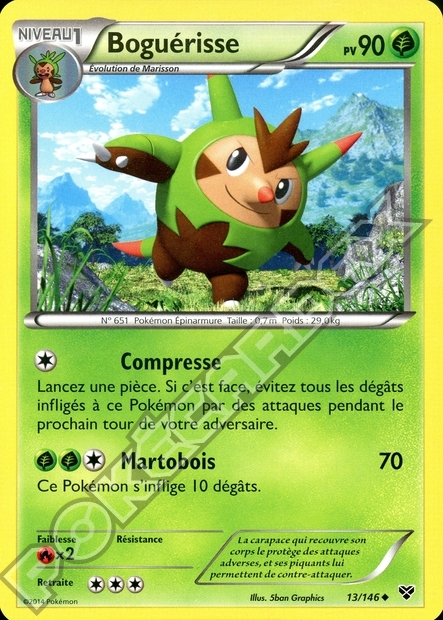 NIVEAU 1
Boguérisse
PV 90
Évolution de Marisson
N° 651 Pokémon Épinarmure Taille : 0,7 m Poids : 29,0 kg
Compresse
Lancez une pièce. Si c'est face, évitez tous les dégâts
infligés à ce Pokémon par des attaques pendant le
prochain tour de votre adversaire.
Martobois 70
Ce Pokémon s'inflige 10 dégâts.
Faiblesse Résistance
x2
Retraite
La carapace qui recouvre son
corps le protège des attaques
adverses, et ses piquants lui
permettent de contre-attaquer.
©2014 Pokémon
Illus. 5ban Graphics
13/146
XY